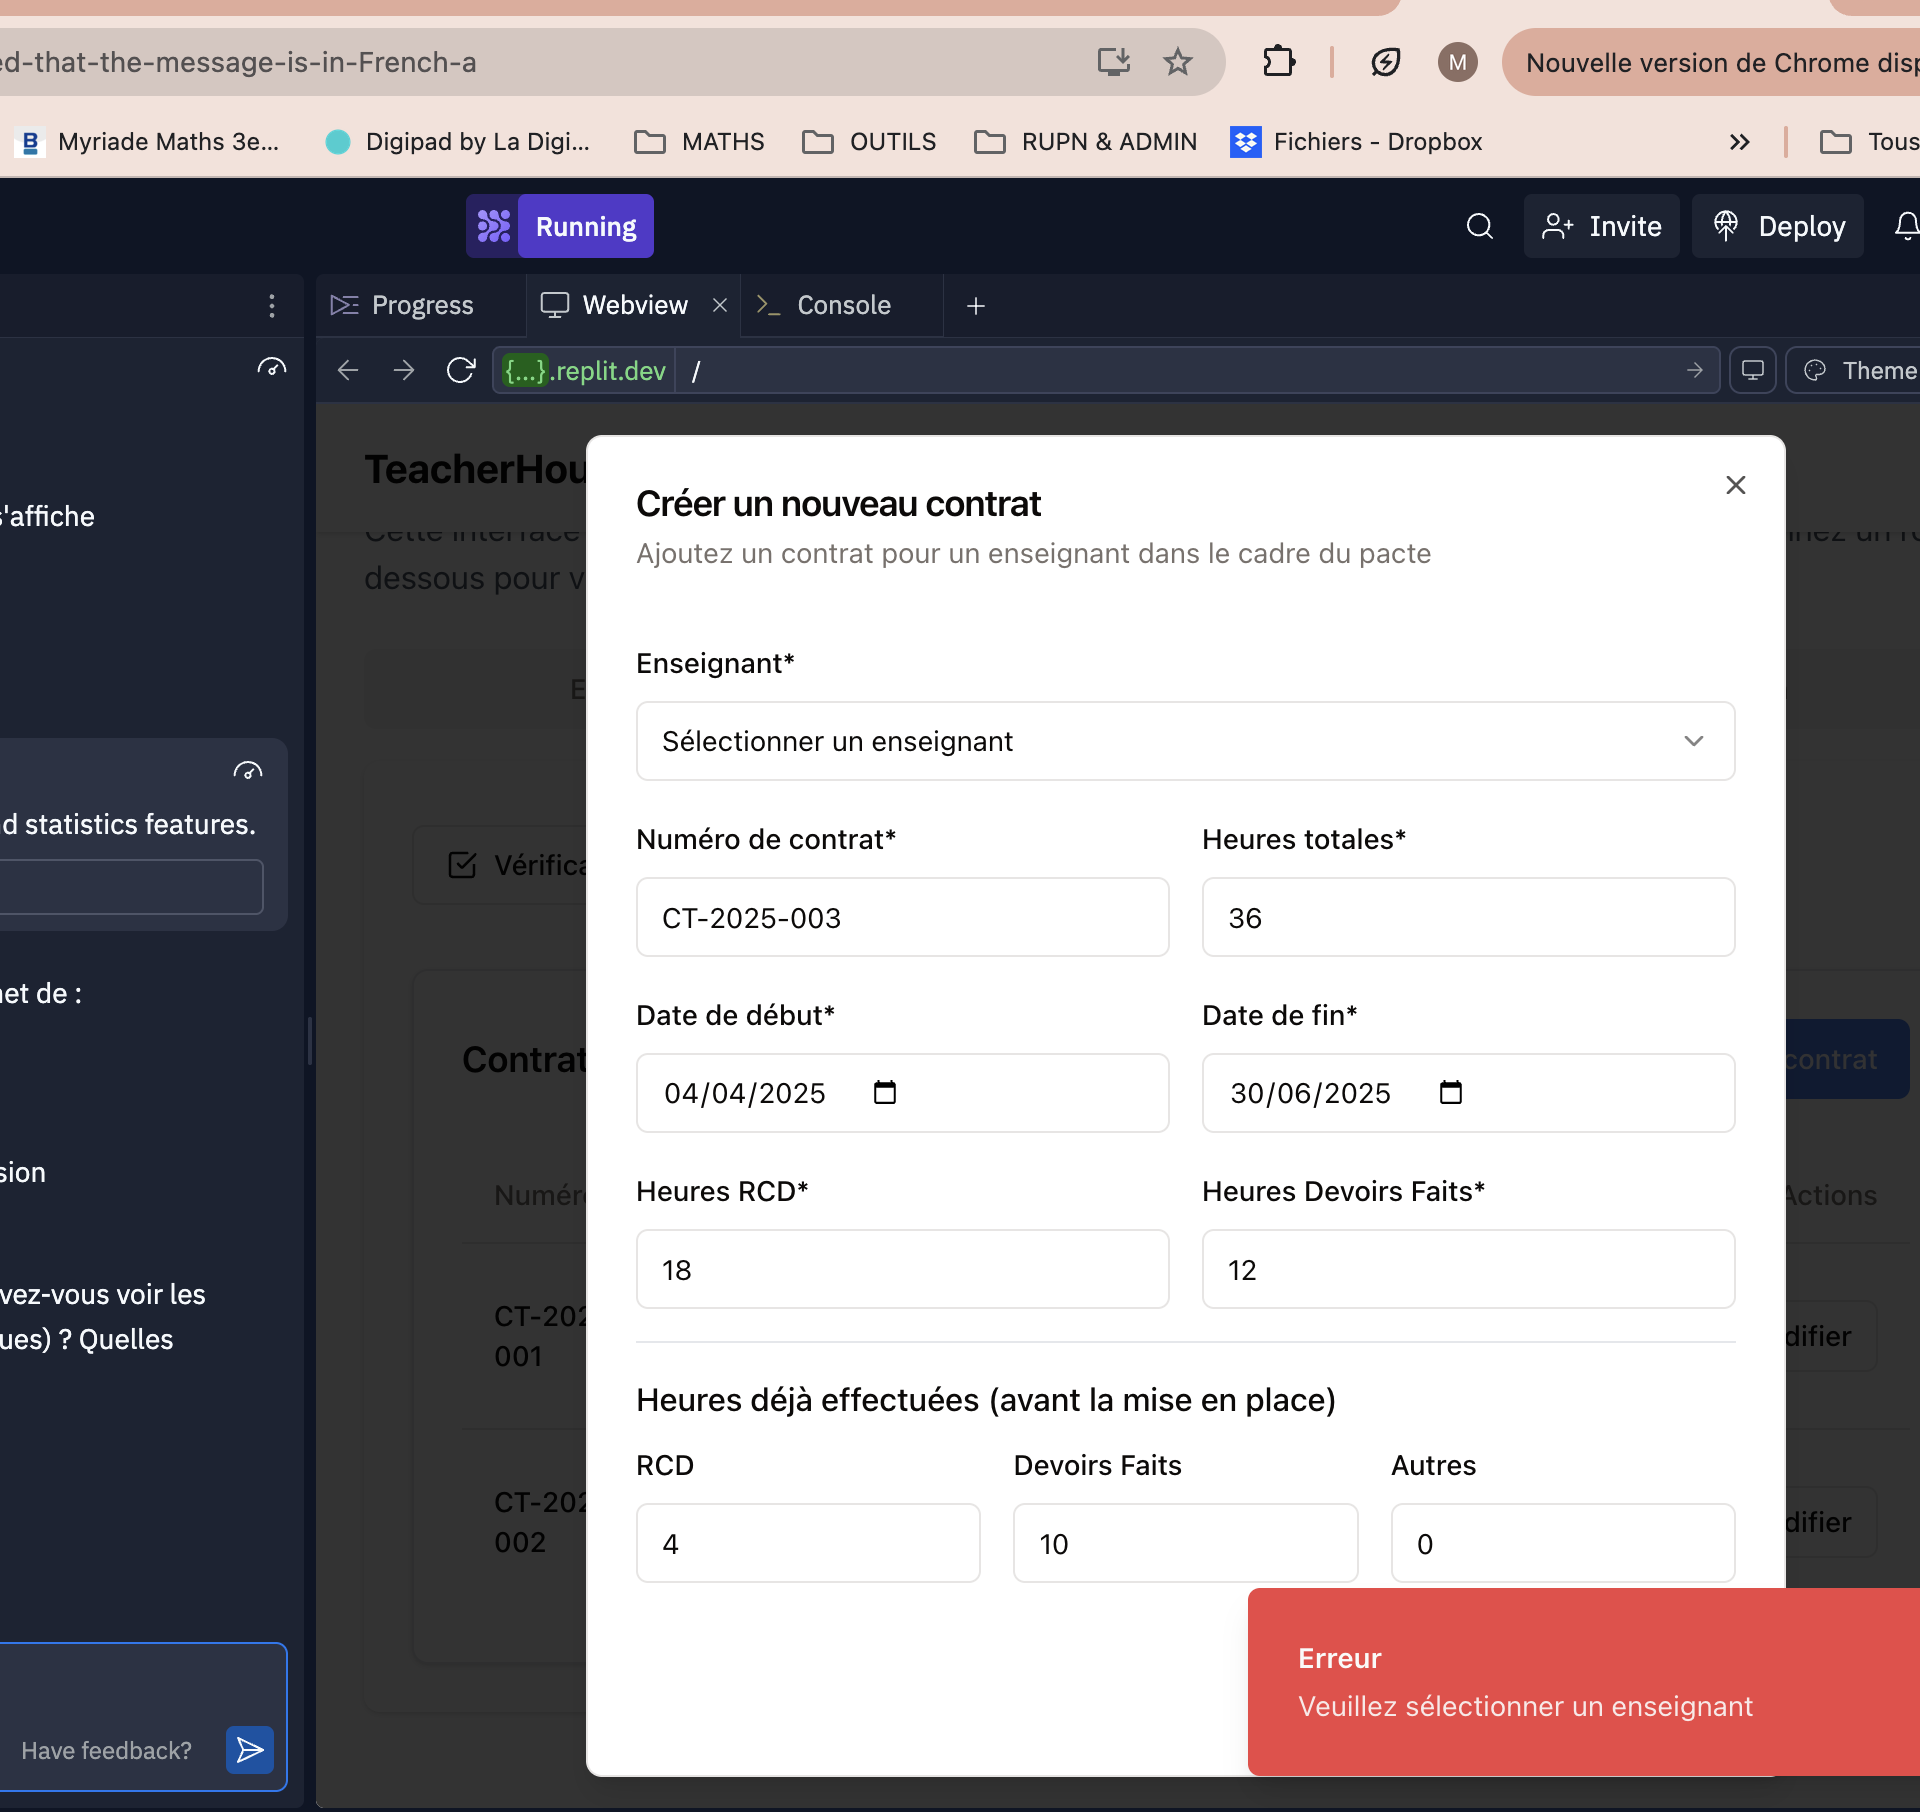 ed-that-the-message-is-in-French-a
M
Nouvelle version de Chrome disp
Myriade Maths 3e...
Digipad by La Digi...
MATHS
OUTILS
RUPN & ADMIN
Fichiers - Dropbox
Tous
Running
Invite
Deploy
Progress
Webview
Console
{...}.replit.dev
/
Theme
s'affiche
d statistics features.
net de :
sion
vez-vous voir les
ues) ? Quelles
Have feedback?
TeacherHou
Cette interface
dessous pour v
Vérifica
Contrat
contrat
Numéro
Actions
CT-202
001
difier
CT-202
002
difier
Créer un nouveau contrat
Ajoutez un contrat pour un enseignant dans le cadre du pacte
Enseignant*
Sélectionner un enseignant
Numéro de contrat*
Heures totales*
CT-2025-003
36
Date de début*
Date de fin*
04/04/2025
30/06/2025
Heures RCD*
Heures Devoirs Faits*
18
12
Heures déjà effectuées (avant la mise en place)
RCD
Devoirs Faits
Autres
4
10
0
Erreur
Veuillez sélectionner un enseignant